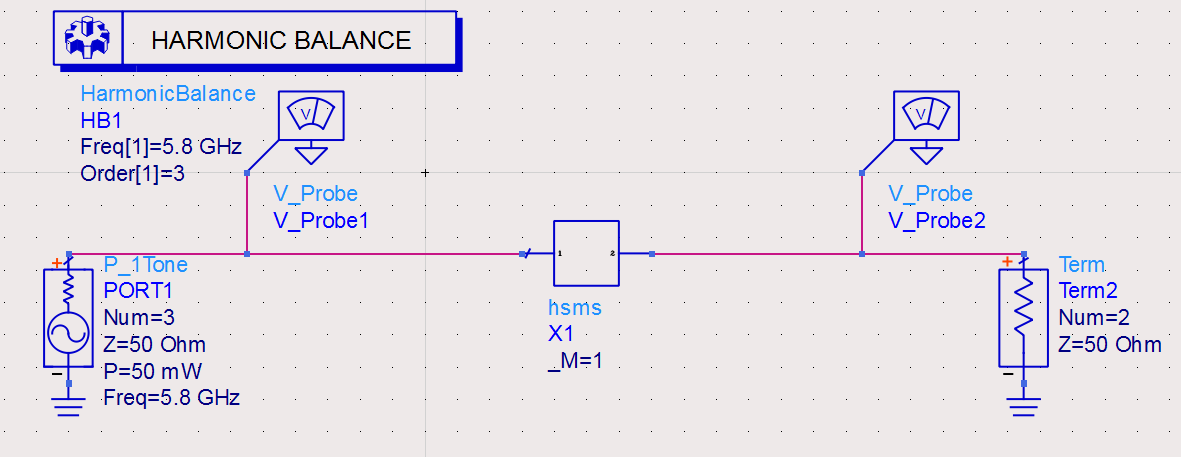 HARMONIC BALANCE
HarmonicBalance
HB1
Freq[1]=5.8 GHz
Order[1]=3
V
V_Probe
V_Probe1
V
V_Probe
V_Probe2
+
P_1Tone
PORT1
Num=3
Z=50 Ohm
P=50 mW
Freq=5.8 GHz
-
1
2
hsms
X1
_M=1
+
Term
Term2
Num=2
Z=50 Ohm
-